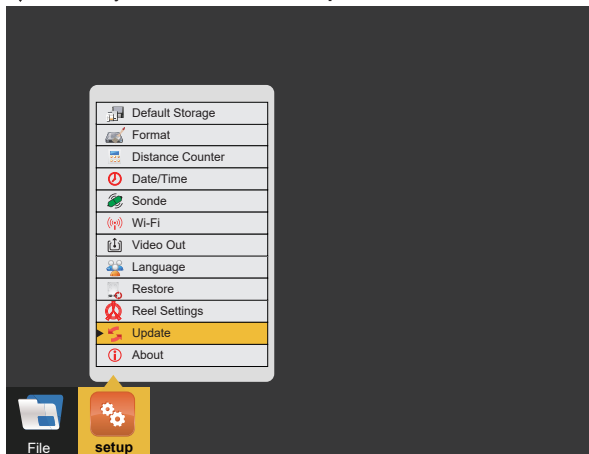 Default Storage
Format
Distance Counter
Date/Time
Sonde
Wi-Fi
Video Out
Language
Restore
Reel Settings
Update
About
File
setup